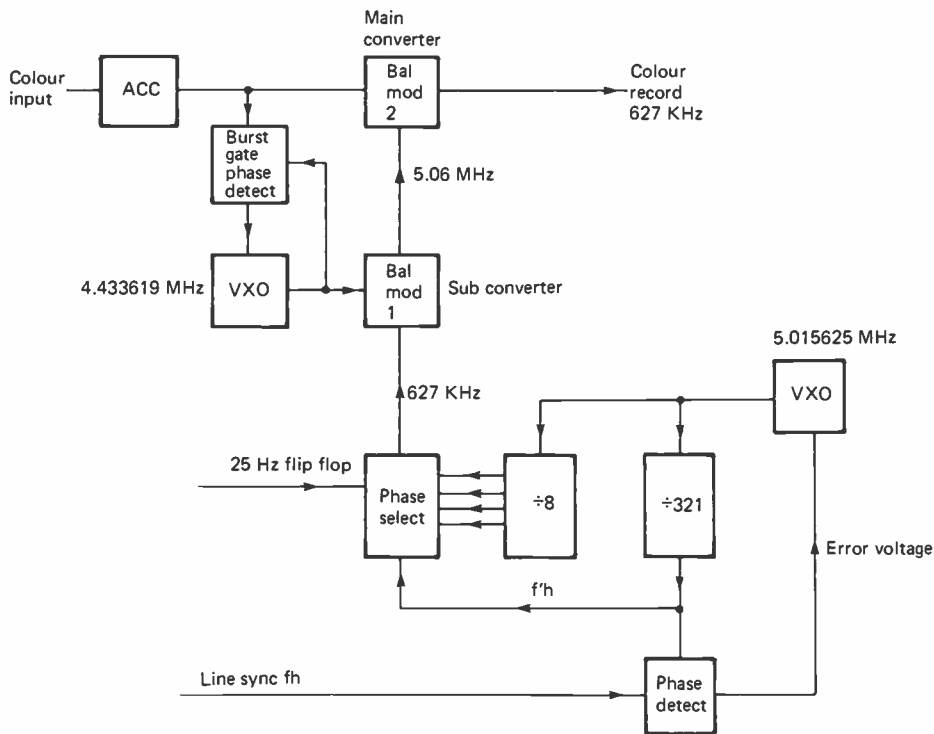 Main
converter
Colour
input
ACC
Bal
mod
2
Colour
record
627 KHz
Burst
gate
phase
detect
5.06 MHz
4.433619 MHz
VXO
Bal
mod
1
Sub converter
5.015625 MHz
VXO
627 KHz
25 Hz flip flop
Phase
select
÷8
÷321
Error voltage
f'h
Line sync fh
Phase
detect